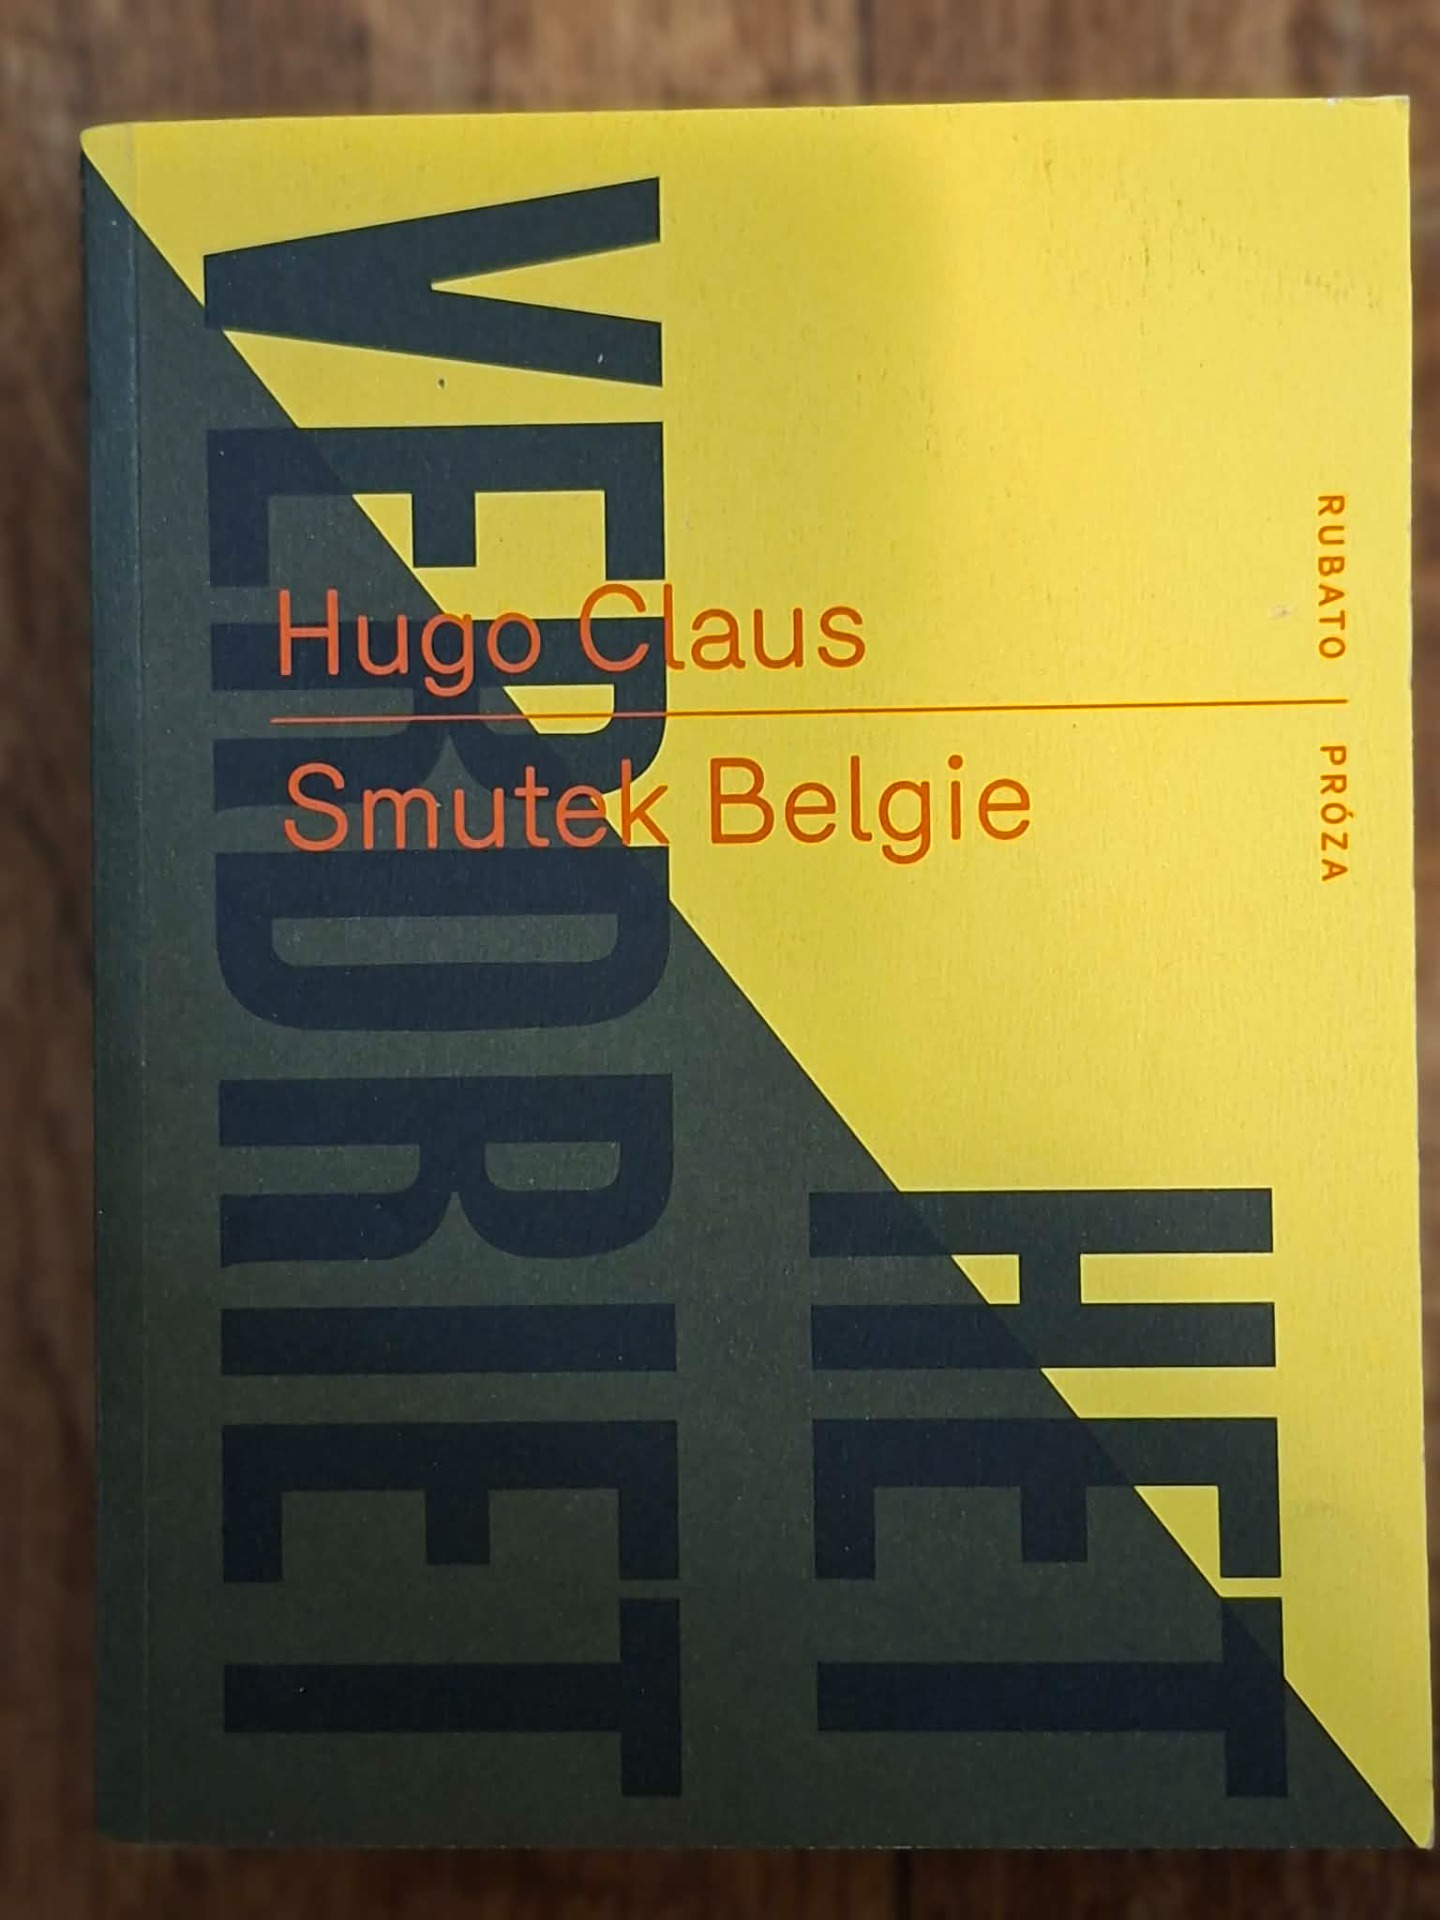 Hugo Claus
Smutek Belgie
RUBATO | PRÓZA
HET
VERDRIET